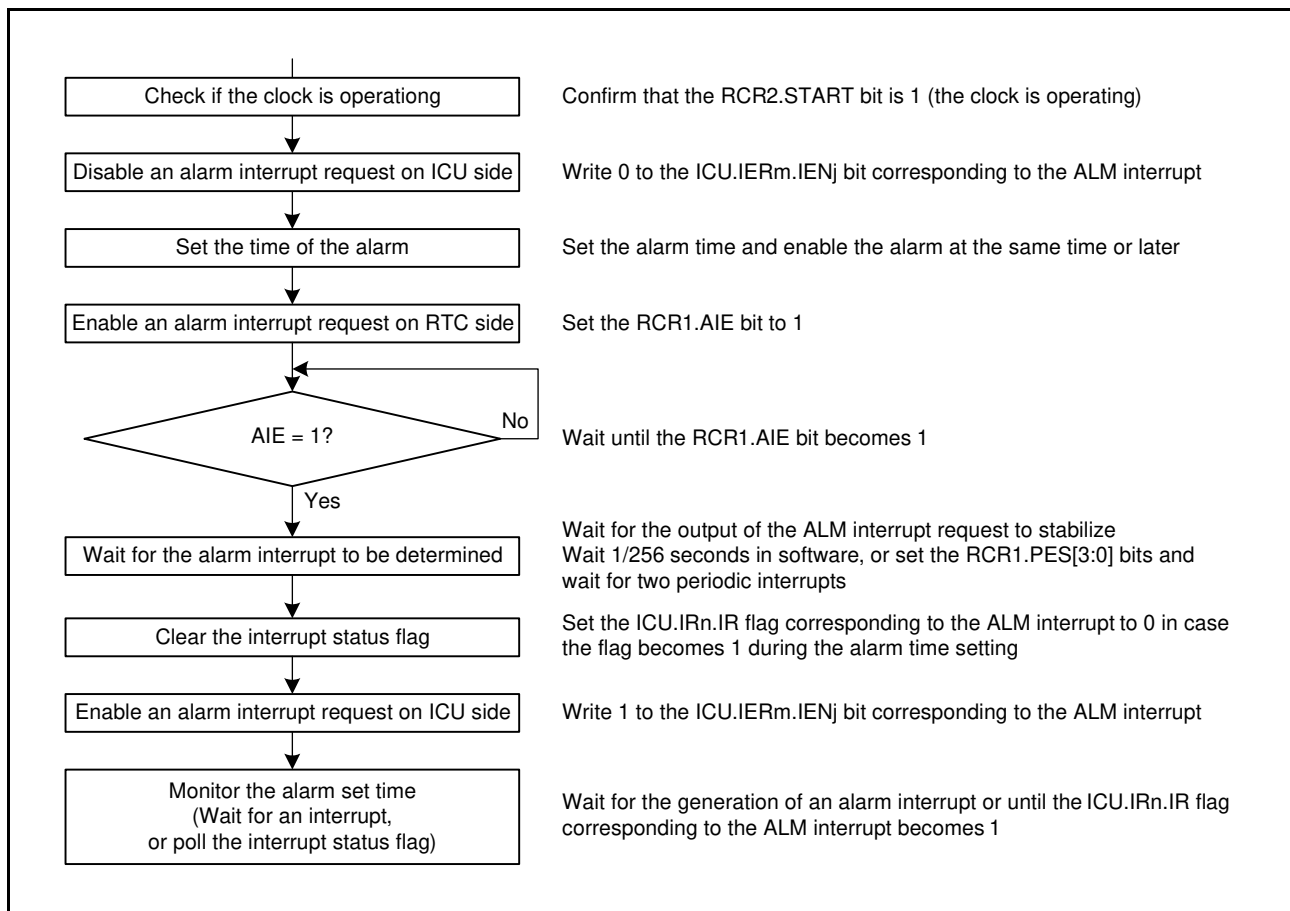 Check if the clock is operationg
Confirm that the RCR2.START bit is 1 (the clock is operating)
Disable an alarm interrupt request on ICU side
Write 0 to the ICU.IERm.IENj bit corresponding to the ALM interrupt
Set the time of the alarm
Set the alarm time and enable the alarm at the same time or later
Enable an alarm interrupt request on RTC side
Set the RCR1.AIE bit to 1
AIE = 1?
No
Wait until the RCR1.AIE bit becomes 1
Yes
Wait for the alarm interrupt to be determined
Wait for the output of the ALM interrupt request to stabilize
Wait 1/256 seconds in software, or set the RCR1.PES[3:0] bits and
wait for two periodic interrupts
Clear the interrupt status flag
Set the ICU.IRn.IR flag corresponding to the ALM interrupt to 0 in case
the flag becomes 1 during the alarm time setting
Enable an alarm interrupt request on ICU side
Write 1 to the ICU.IERm.IENj bit corresponding to the ALM interrupt
Monitor the alarm set time
(Wait for an interrupt,
or poll the interrupt status flag)
Wait for the generation of an alarm interrupt or until the ICU.IRn.IR flag
corresponding to the ALM interrupt becomes 1